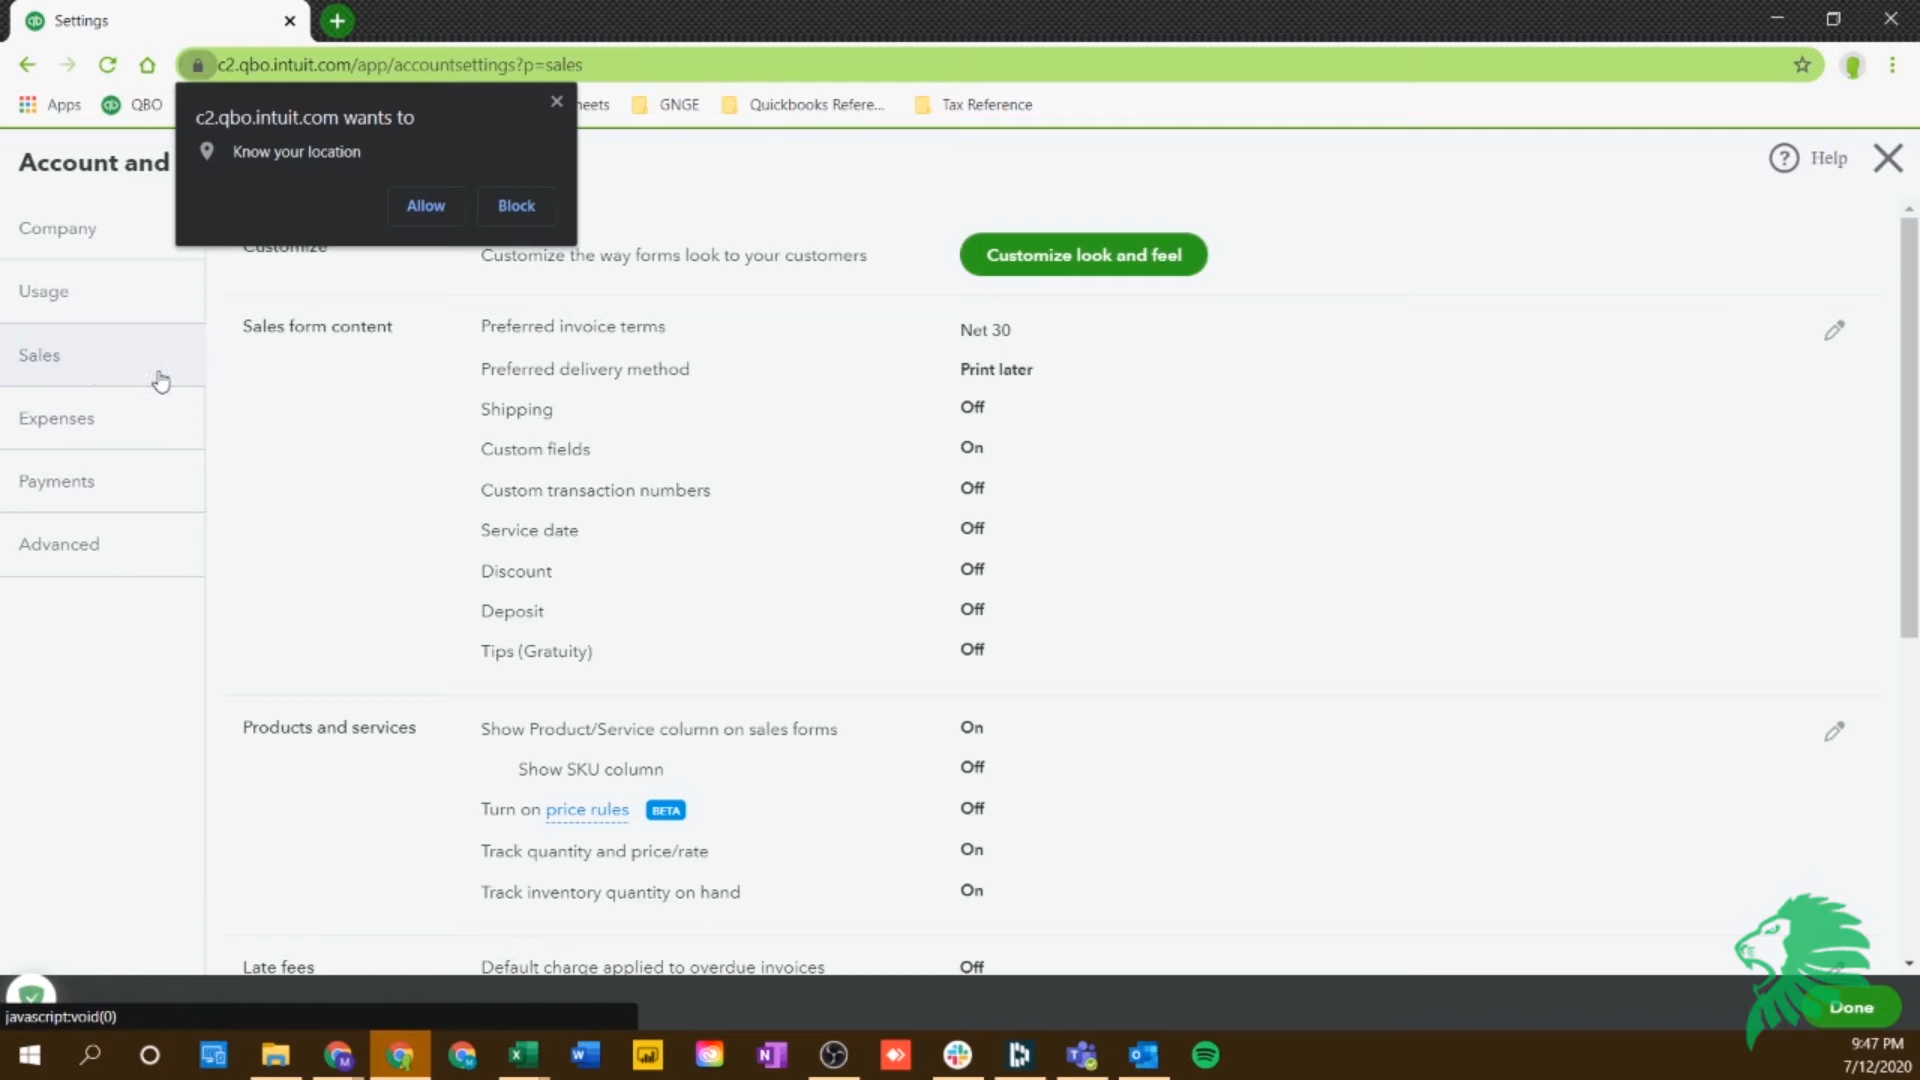 Settings
c2.qbo.intuit.com/app/accountsettings?p=sales
Apps QBO GNGE Quickbooks Refere... Tax Reference
c2.qbo.intuit.com wants to
Know your location
Allow Block
Account and
Help
Company
Usage
Sales
Expenses
Payments
Advanced
Customize Customize the way forms look to your customers Customize look and feel
Sales form content Preferred invoice terms Net 30
Preferred delivery method Print later
Shipping Off
Custom fields On
Custom transaction numbers Off
Service date Off
Discount Off
Deposit Off
Tips (Gratuity) Off
Products and services Show Product/Service column on sales forms On
Show SKU column Off
Turn on price rules BETA Off
Track quantity and price/rate On
Track inventory quantity on hand On
Late fees Default charge applied to overdue invoices Off
Done
javascript:void(0)
9:47 PM
7/12/2020